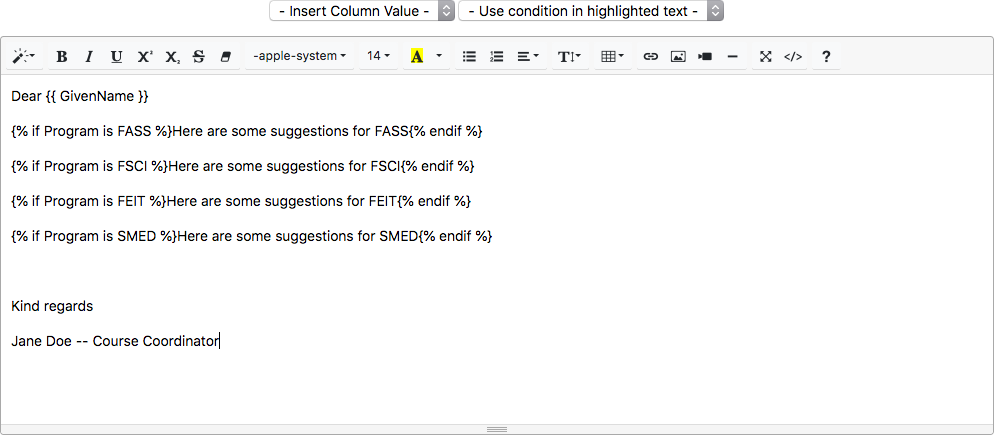 - Insert Column Value - - Use condition in highlighted text -
B I U X² X₂ S -apple-system 14 A T </> ?
Dear {{ GivenName }}
{% if Program is FASS %}Here are some suggestions for FASS{% endif %}
{% if Program is FSCI %}Here are some suggestions for FSCI{% endif %}
{% if Program is FEIT %}Here are some suggestions for FEIT{% endif %}
{% if Program is SMED %}Here are some suggestions for SMED{% endif %}
Kind regards
Jane Doe -- Course Coordinator